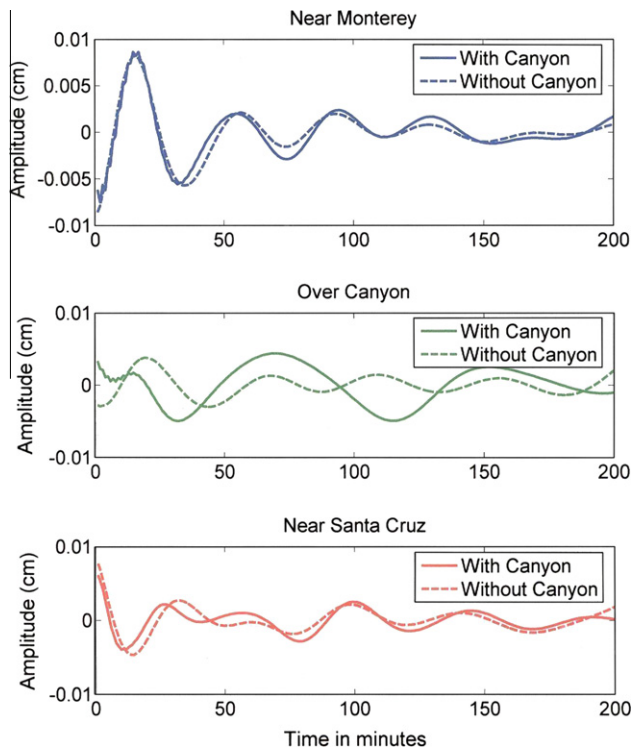 Near Monterey
0.01
0.005
0
-0.005
-0.01
Amplitude (cm)
With Canyon
Without Canyon
0
50
100
150
200
Over Canyon
0.01
0
-0.01
Amplitude (cm)
With Canyon
Without Canyon
0
50
100
150
200
Near Santa Cruz
0.01
0
-0.01
Amplitude (cm)
With Canyon
Without Canyon
0
50
100
150
200
Time in minutes